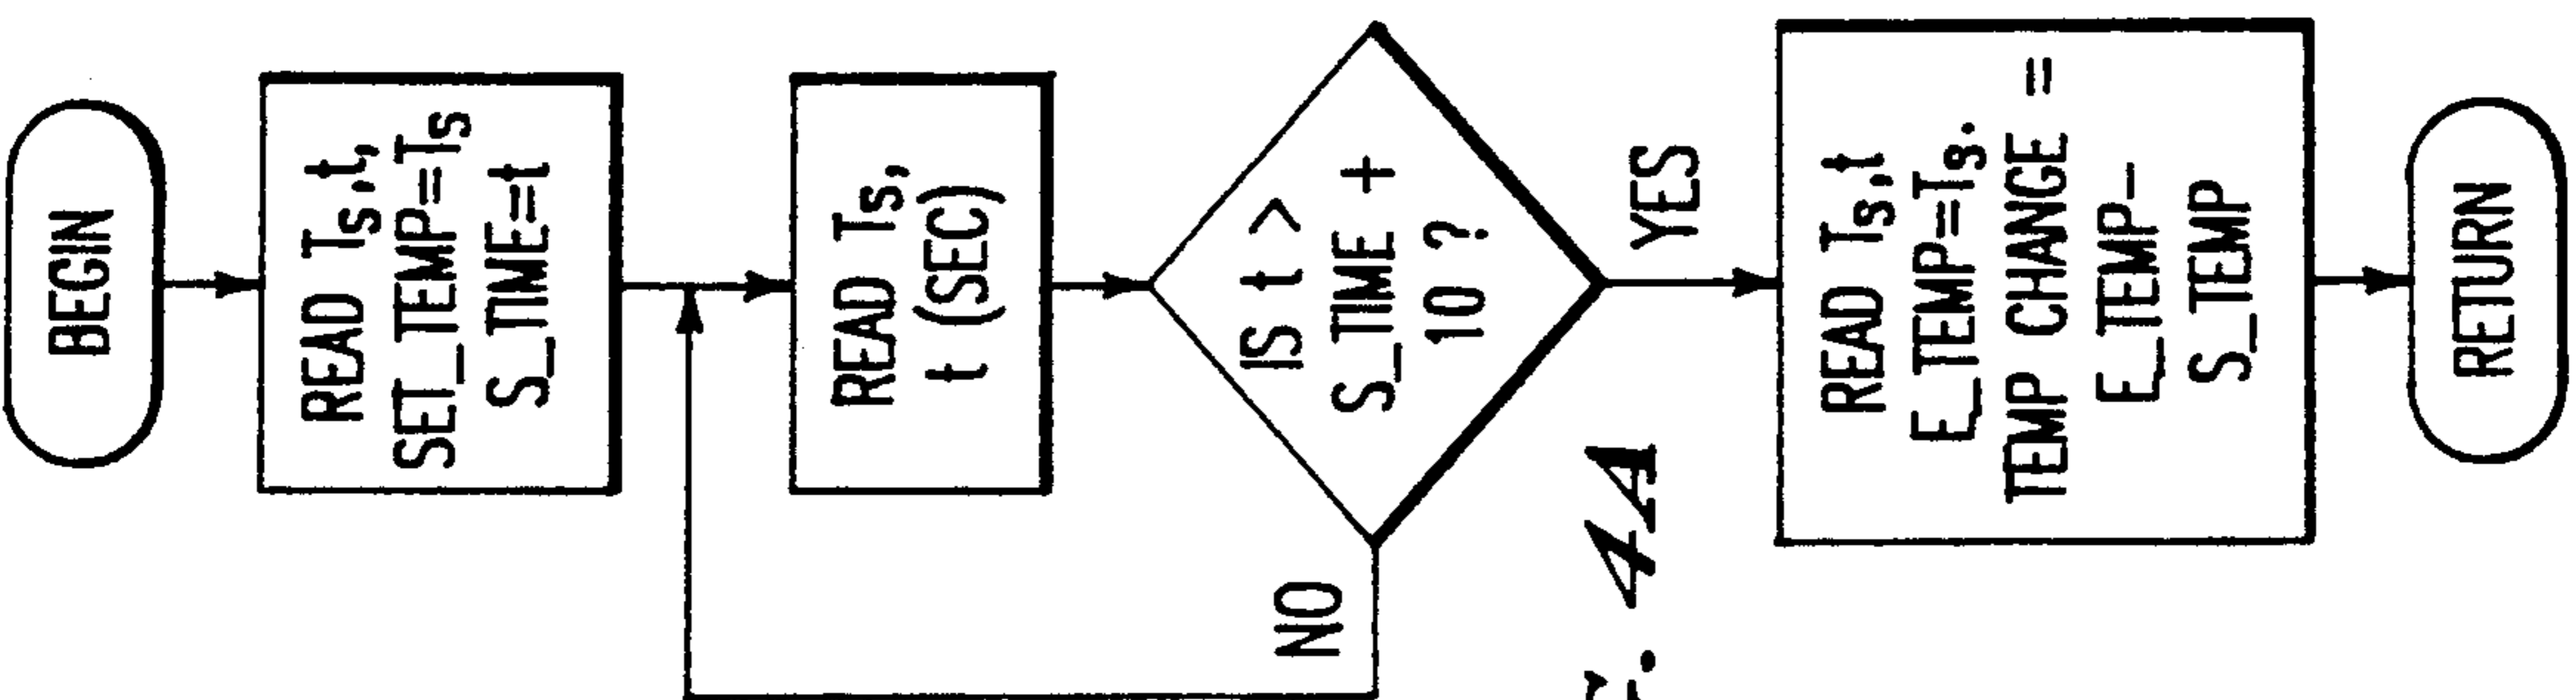 BEGIN
READ Ts,t,
SET_TEMP=Ts
S_TIME=t
READ Ts,
t (SEC)
IS t >
S_TIME +
10 ?
NO
YES
4A
READ Ts,t
E_TEMP=Ts.
TEMP CHANGE =
E_TEMP-
S_TEMP
RETURN